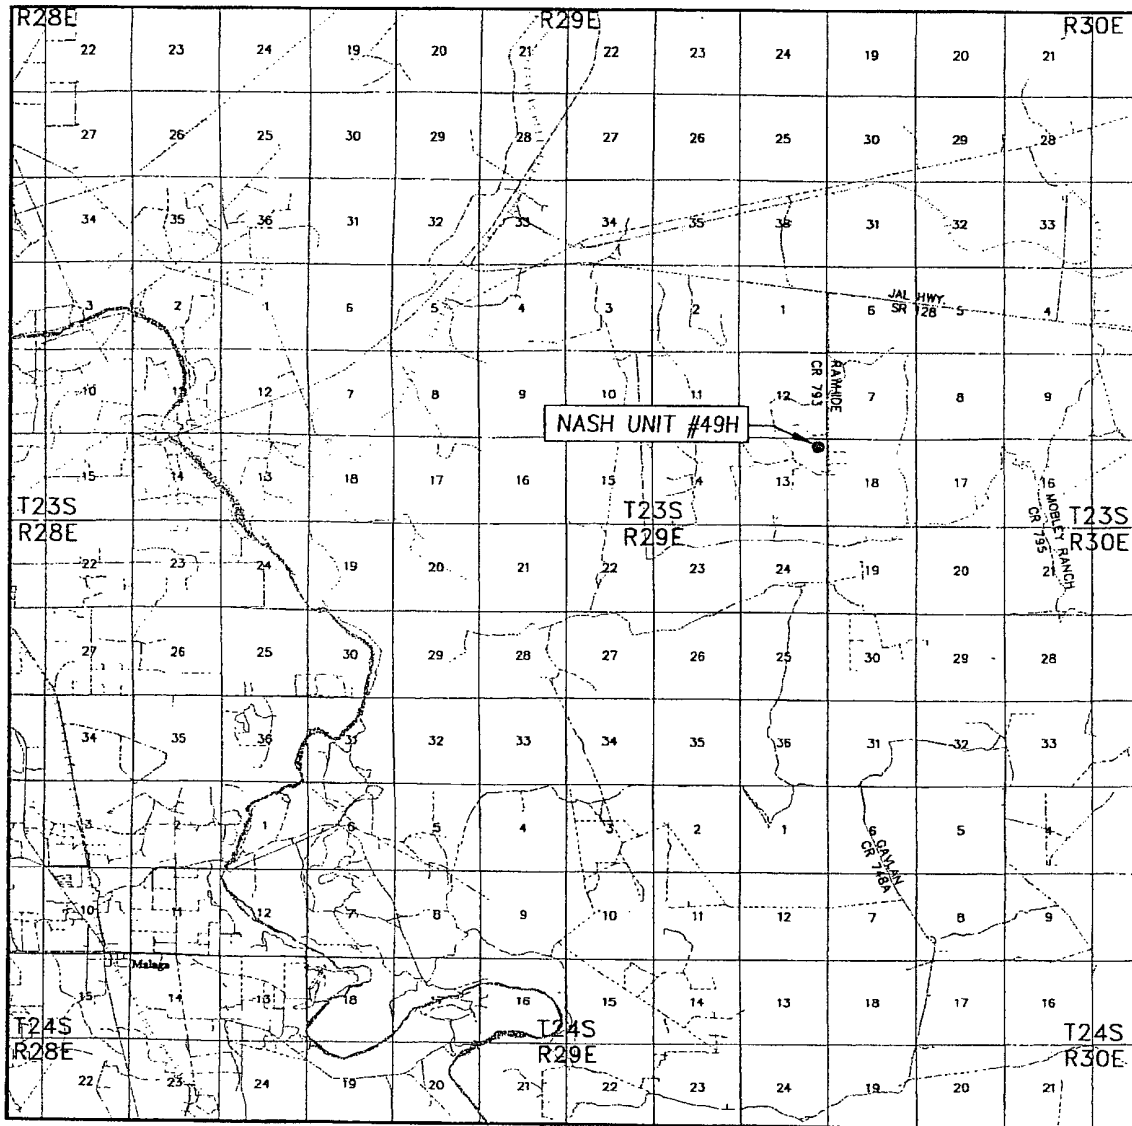 R28E R29E R30E
22 23 24 19 20 21 22 23 24 19 20 21
27 26 25 30 29 28 27 26 25 30 29 28
34 35 36 31 32 33 34 35 36 31 32 33
3 2 1 6 5 4 3 2 1 6 5 4
JAL HWY
SR 128
10 11 12 7 8 9 10 11 12 7 8 9
RAWHIDE
CR 793
NASH UNIT #49H
15 14 13 18 17 16 15 14 13 18 17 16
T23S T23S T23S
R28E R29E R30E
MOBLEY RANCH
CR 795
22 23 24 19 20 21 22 23 24 19 20 21
27 26 25 30 29 28 27 26 25 30 29 28
34 35 36 31 32 33 34 35 36 31 32 33
3 2 1 6 5 4 3 2 1 6 5 4
CR 748A
10 11 12 7 8 9 10 11 12 7 8 9
Malaga
15 14 13 18 17 16 15 14 13 18 17 16
T24S T24S T24S
R28E R29E R30E
22 23 24 19 20 21 22 23 24 19 20 21